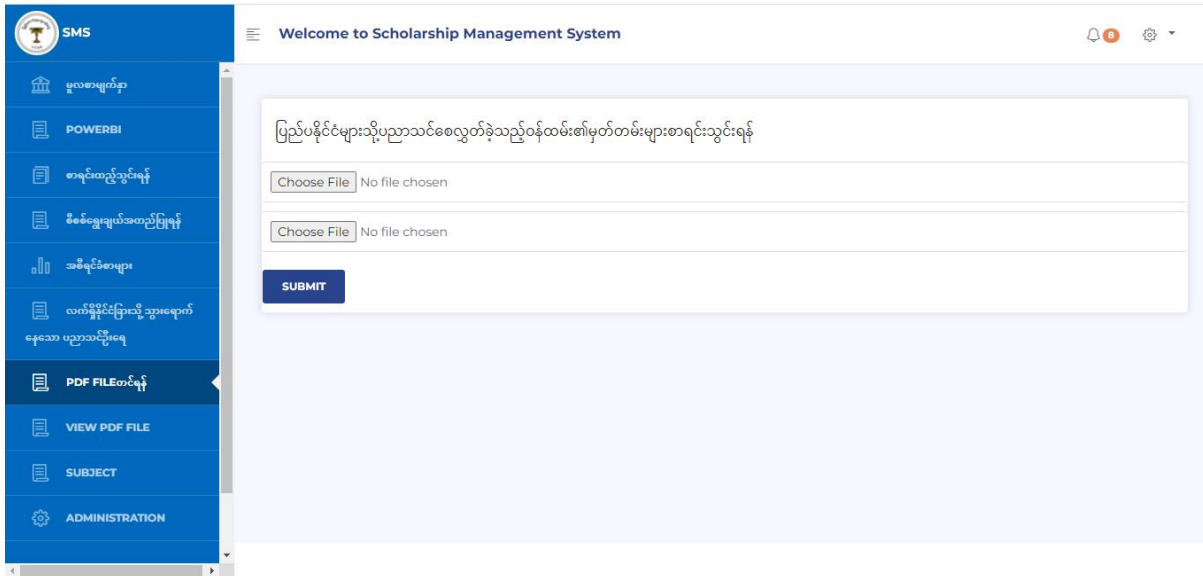 SMS
Welcome to Scholarship Management System
8
မူလစာမျက်နှာ
POWERBI
စာရင်းထည့်သွင်းရန်
စီစစ်ရွေးချယ်အတည်ပြုရန်
အစီရင်ခံစာများ
လက်ရှိနိုင်ငံခြားသို့ သွားရောက်
နေသော ပညာသင်ဦးရေ
PDF FILEတင်ရန်
VIEW PDF FILE
SUBJECT
ADMINISTRATION
ပြည်ပနိုင်ငံများသို့ပညာသင်စေလွှတ်ခဲ့သည့်ဝန်ထမ်း၏မှတ်တမ်းများစာရင်းသွင်းရန်
Choose File No file chosen
Choose File No file chosen
SUBMIT